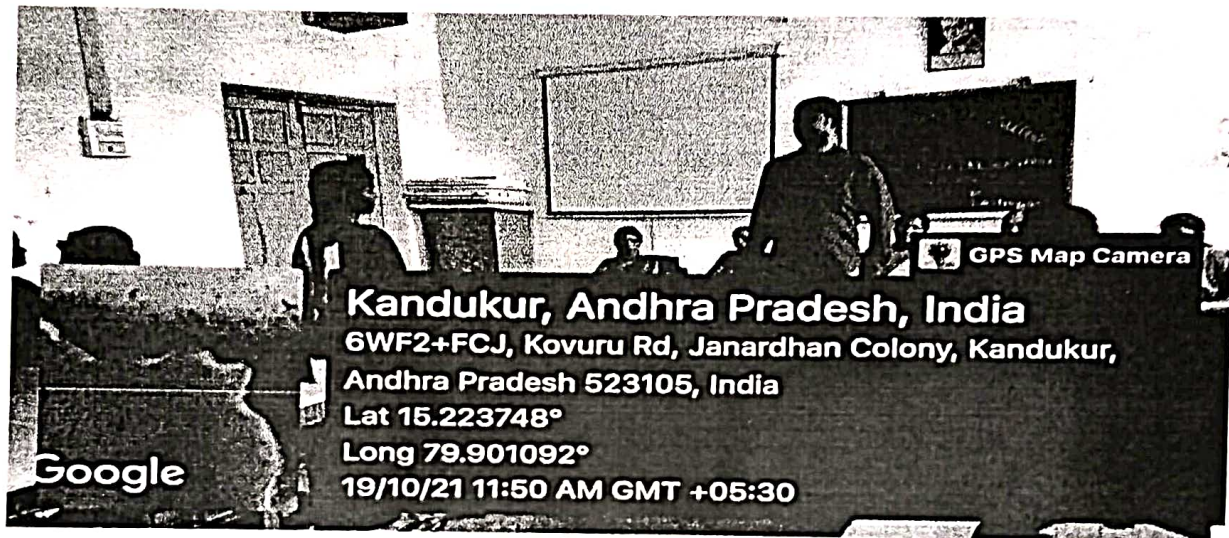 GPS Map Camera
Kandukur, Andhra Pradesh, India
6WF2+FCJ, Kovuru Rd, Janardhan Colony, Kandukur,
Andhra Pradesh 523105, India
Lat 15.223748°
Long 79.901092°
19/10/21 11:50 AM GMT +05:30
Google